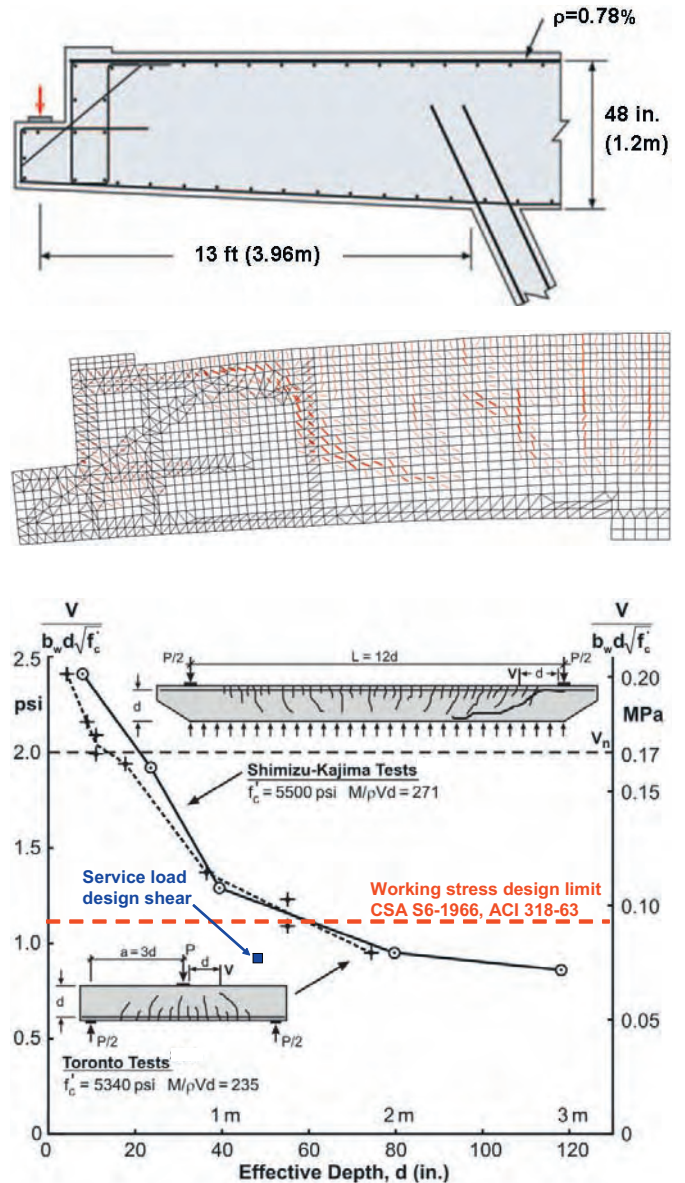 ρ=0.78%
48 in.
(1.2m)
13 ft (3.96m)
V
b_w d√f'_c
V
b_w d√f'_c
2.5
psi
2.0
1.5
1.0
0.5
0
0.20
MPa
0.17
0.15
0.10
0.05
0
P/2
L = 12d
P/2
V
d
d
V_n
Shimizu-Kajima Tests
f'_c = 5500 psi M/ρVd = 271
Service load
design shear
Working stress design limit
CSA S6-1966, ACI 318-63
a = 3d
P
d
V
d
P/2
P/2
Toronto Tests
f'_c = 5340 psi M/ρVd = 235
1 m
2 m
3 m
0
20
40
60
80
100
120
Effective Depth, d (in.)